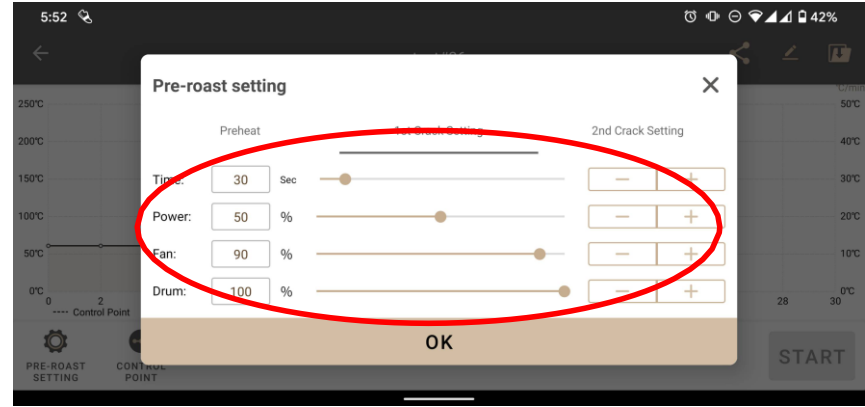 5:52
42%
Pre-roast setting
°C/min
250°C
50°C
Preheat
1st Crack Setting
2nd Crack Setting
200°C
40°C
150°C
Time:
30
Sec
30°C
100°C
Power:
50
%
20°C
50°C
Fan:
90
%
10°C
0°C
Drum:
100
%
0°C
0
2
28
30
Control Point
OK
PRE-ROAST
SETTING
CONTROL
POINT
START